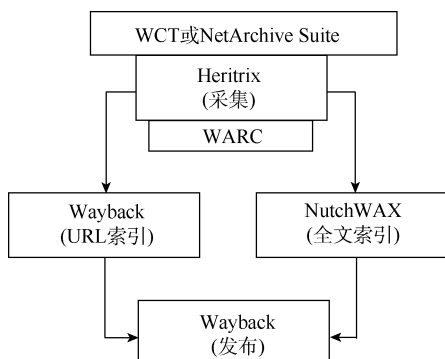 WCT或NetArchive Suite
Heritrix
(采集)
WARC
Wayback
(URL索引)
NutchWAX
(全文索引)
Wayback
(发布)